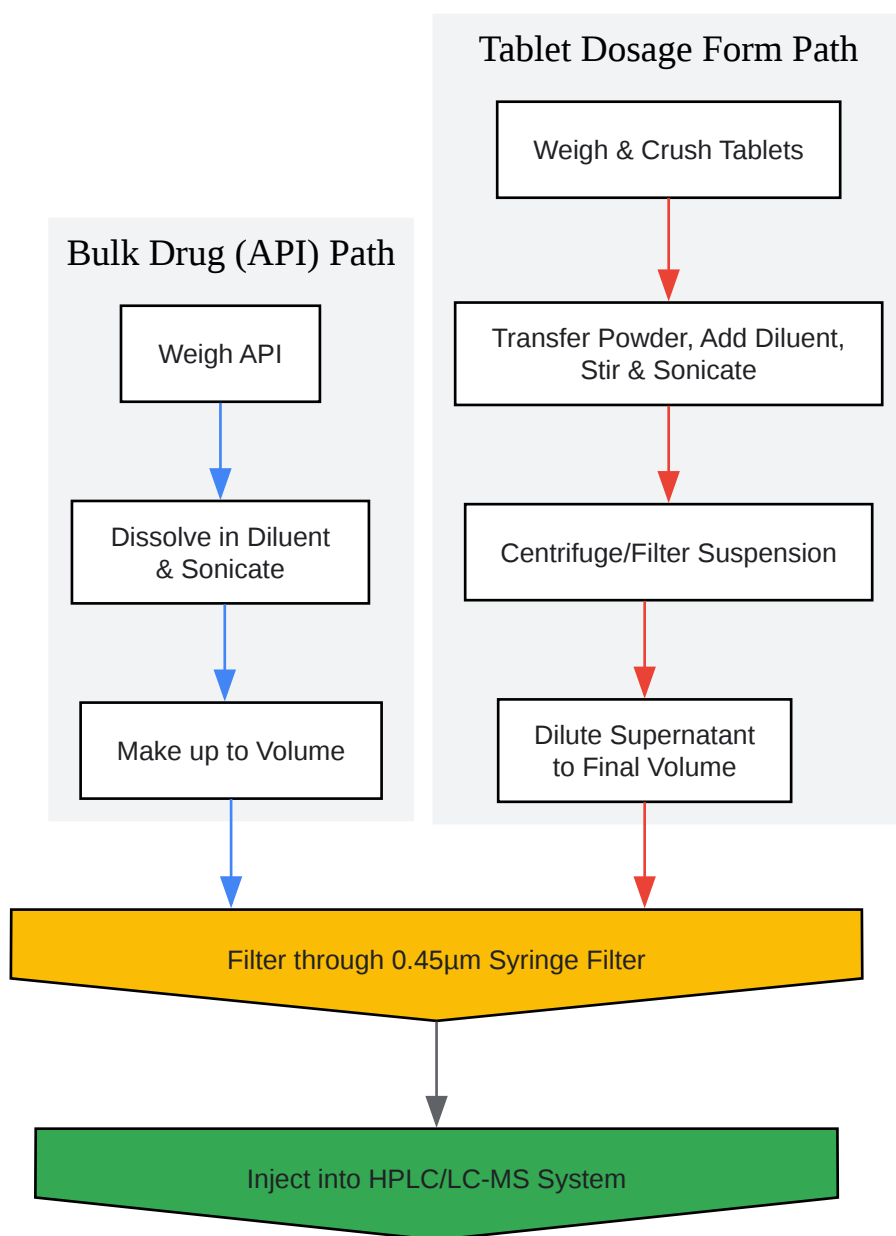 Bulk Drug (API) Path
Weigh API
Dissolve in Diluent
& Sonicate
Make up to Volume
Tablet Dosage Form Path
Weigh & Crush Tablets
Transfer Powder, Add Diluent,
Stir & Sonicate
Centrifuge/Filter Suspension
Dilute Supernatant
to Final Volume
Filter through 0.45µm Syringe Filter
Inject into HPLC/LC-MS System